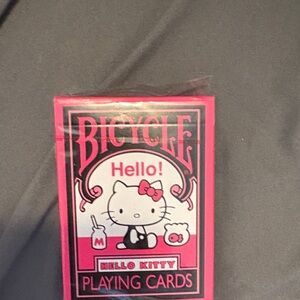 BICYCLE
Hello!
M
HELLO KITTY
PLAYING CARDS